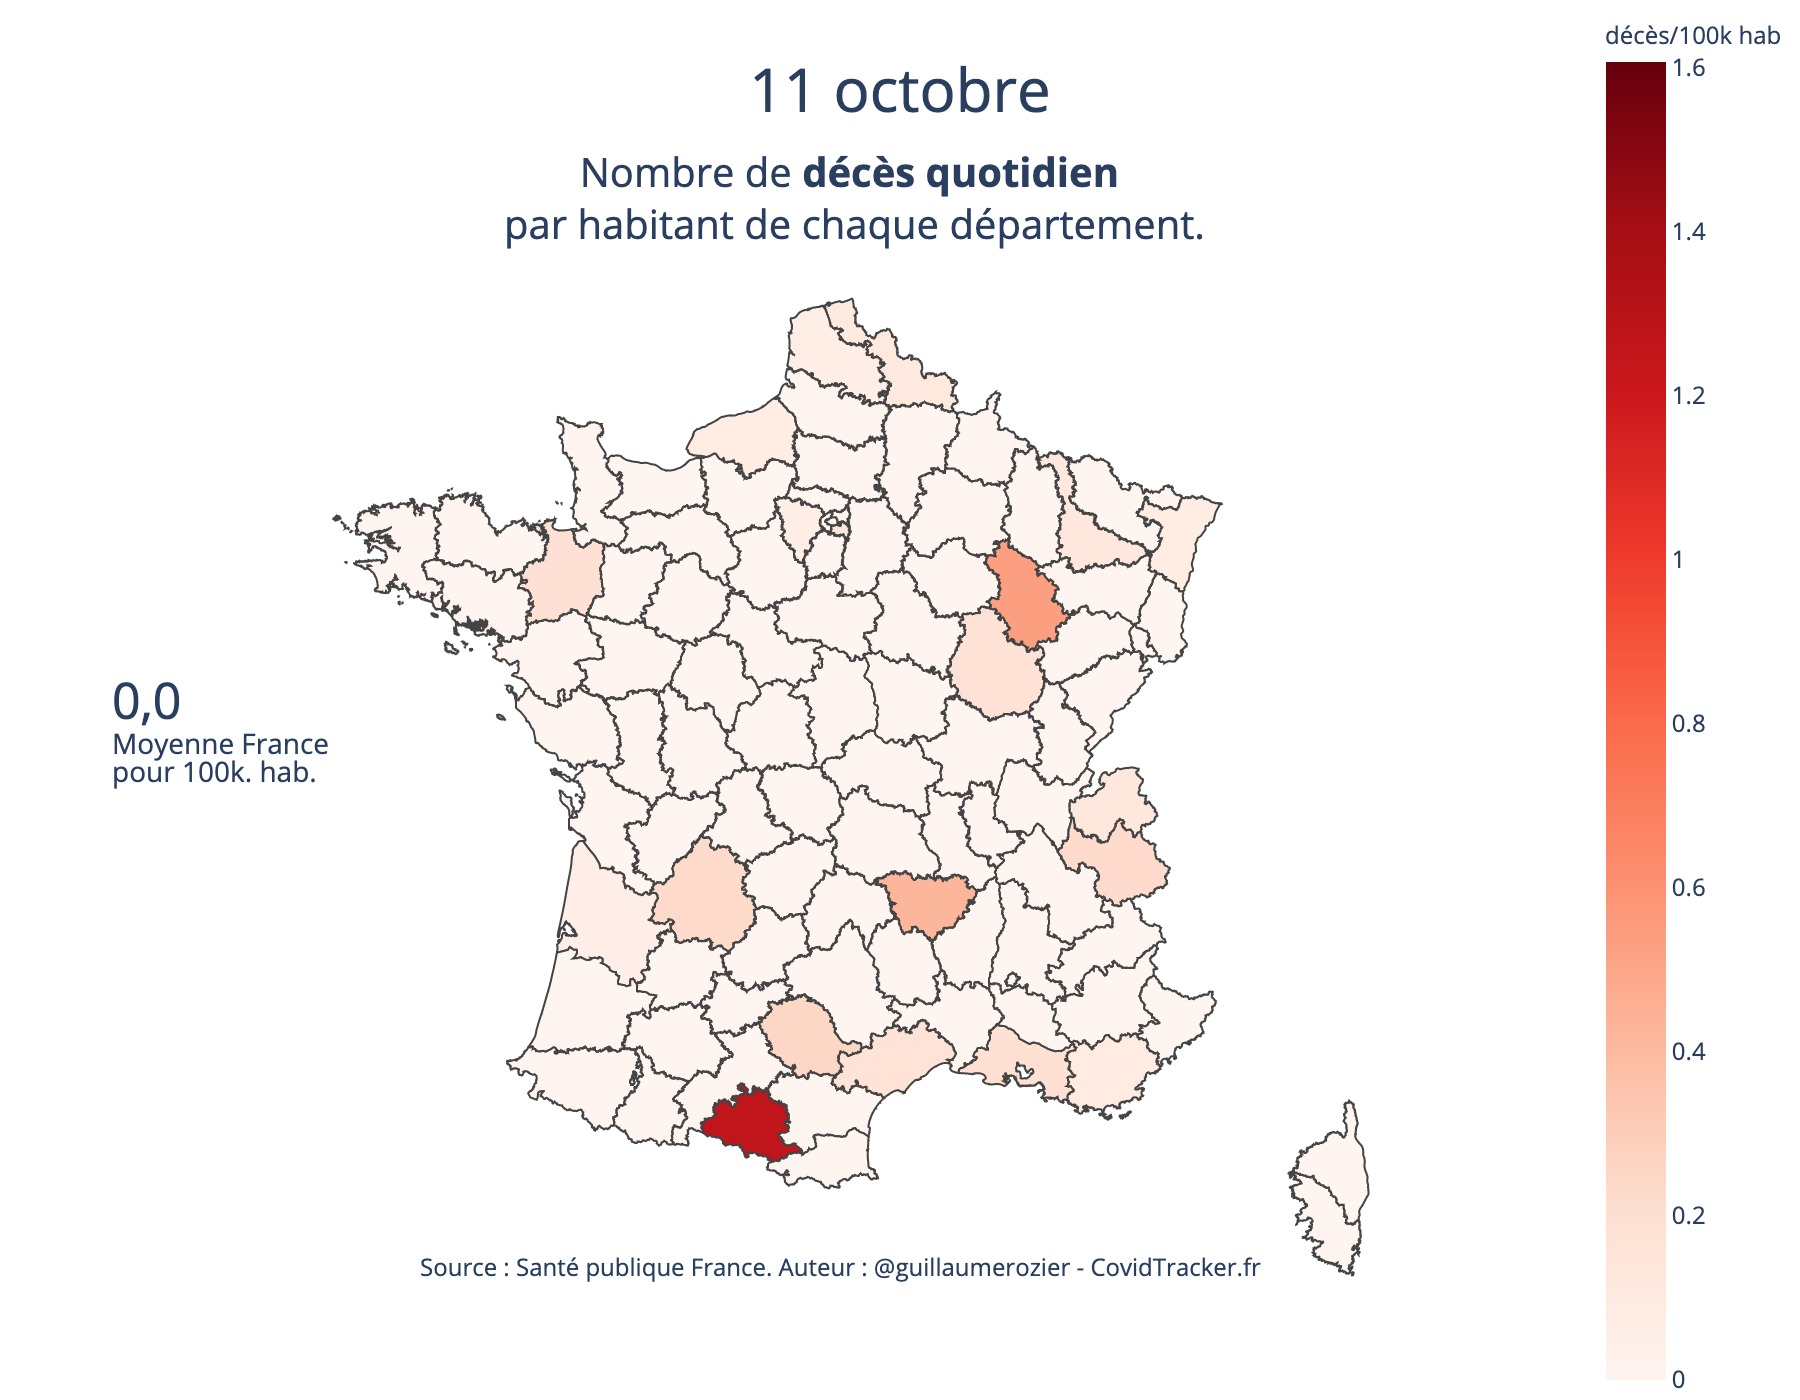 décès/100k hab
11 octobre
Nombre de décès quotidien
par habitant de chaque département.
1.6
1.4
1.2
1
0.8
0.6
0.4
0.2
0
0,0
Moyenne France
pour 100k. hab.
Source : Santé publique France. Auteur : @guillaumerozier - CovidTracker.fr